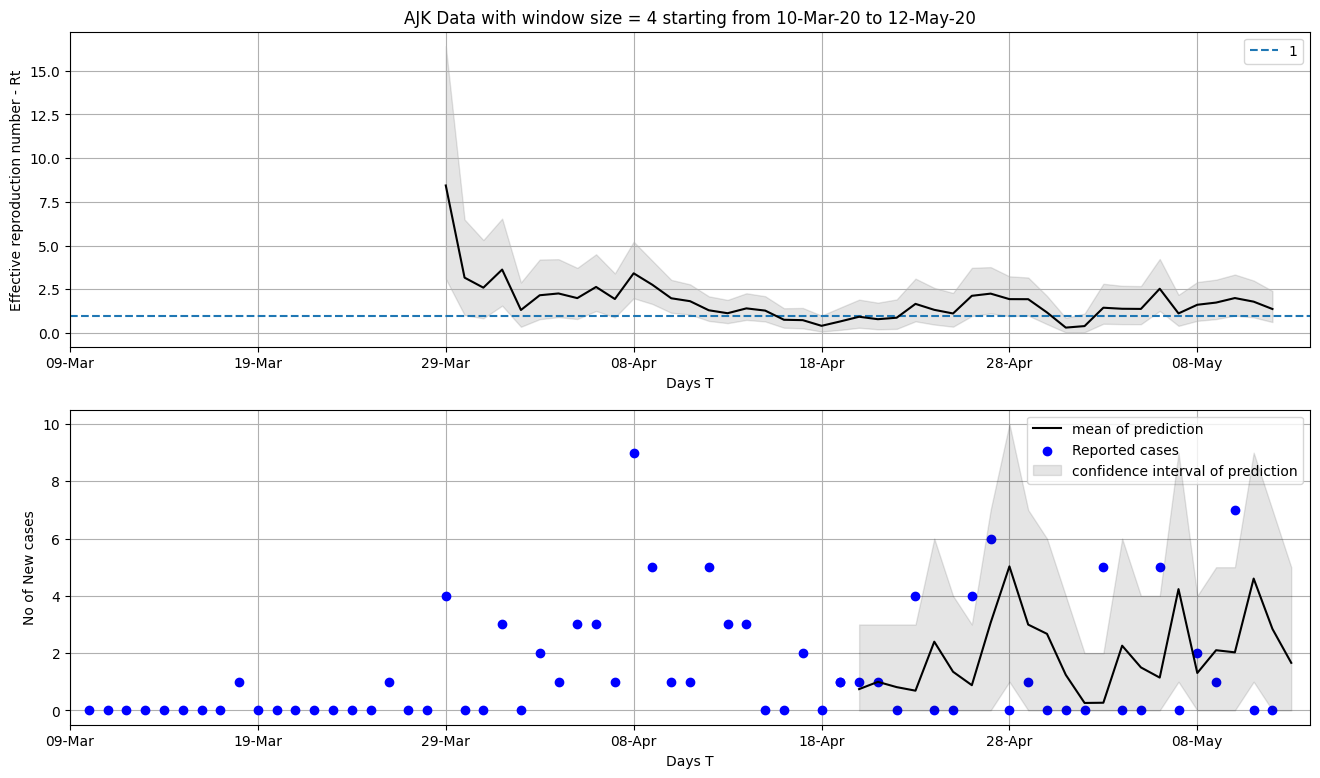 AJK Data with window size = 4 starting from 10-Mar-20 to 12-May-20
Effective reproduction number - Rt
15.0
12.5
10.0
7.5
5.0
2.5
0.0
1
09-Mar 19-Mar 29-Mar 08-Apr 18-Apr 28-Apr 08-May
Days T
No of New cases
10
8
6
4
2
0
mean of prediction
Reported cases
confidence interval of prediction
09-Mar 19-Mar 29-Mar 08-Apr 18-Apr 28-Apr 08-May
Days T